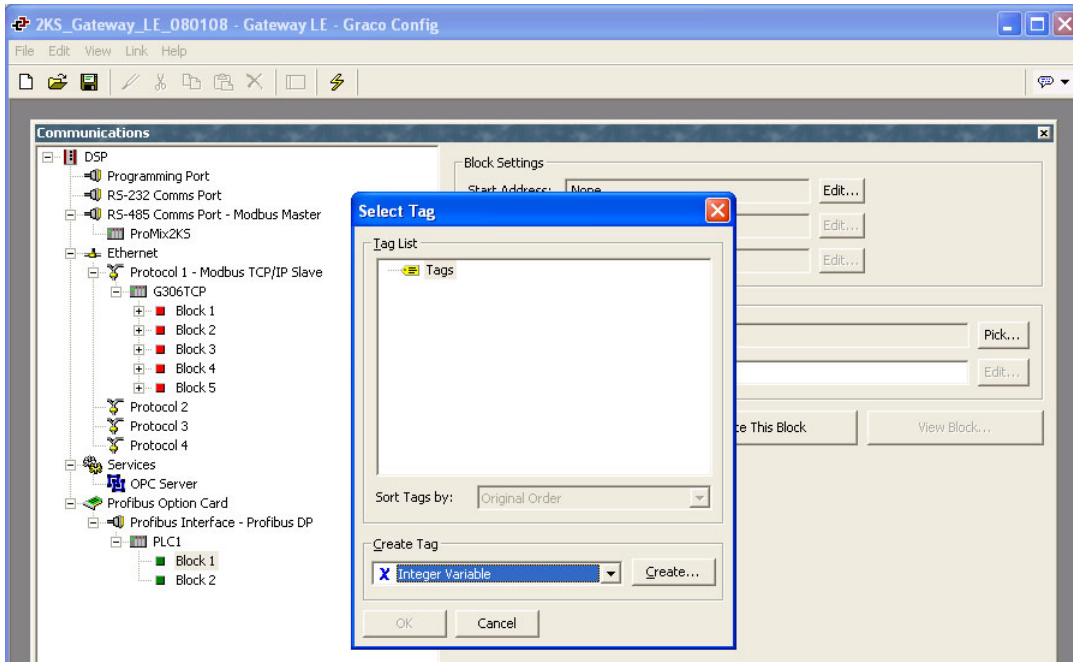 2KS_Gateway_LE_080108 - Gateway LE - Graco Config
File Edit View Link Help
Communications
DSP
Programming Port
RS-232 Comms Port
RS-485 Comms Port - Modbus Master
ProMix2KS
Ethernet
Protocol 1 - Modbus TCP/IP Slave
G306TCP
Block 1
Block 2
Block 3
Block 4
Block 5
Protocol 2
Protocol 3
Protocol 4
Services
OPC Server
Profibus Option Card
Profibus Interface - Profibus DP
PLC1
Block 1
Block 2
Block Settings
Start Address: None Edit...
Edit...
Edit...
Pick...
Edit...
This Block View Block...
Select Tag
Tag List
Tags
Sort Tags by: Original Order
Create Tag
Integer Variable Create...
OK Cancel